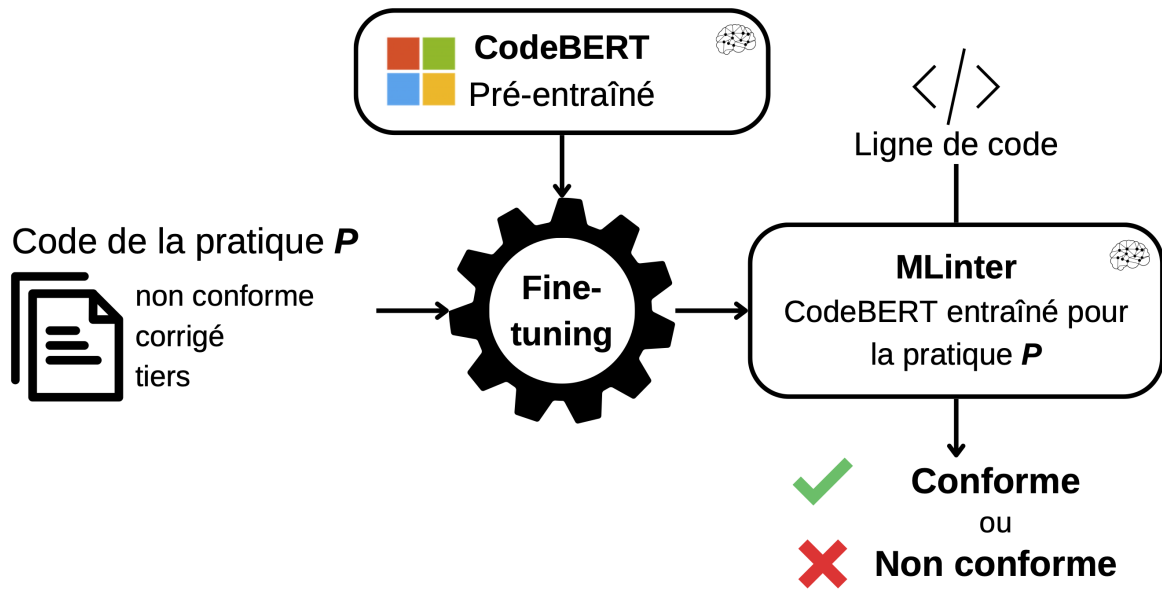 CodeBERT
Pré-entraîné
</>
Ligne de code
Code de la pratique P
non conforme
corrigé
tiers
Fine-
tuning
MLinter
CodeBERT entraîné pour
la pratique P
Conforme
ou
Non conforme